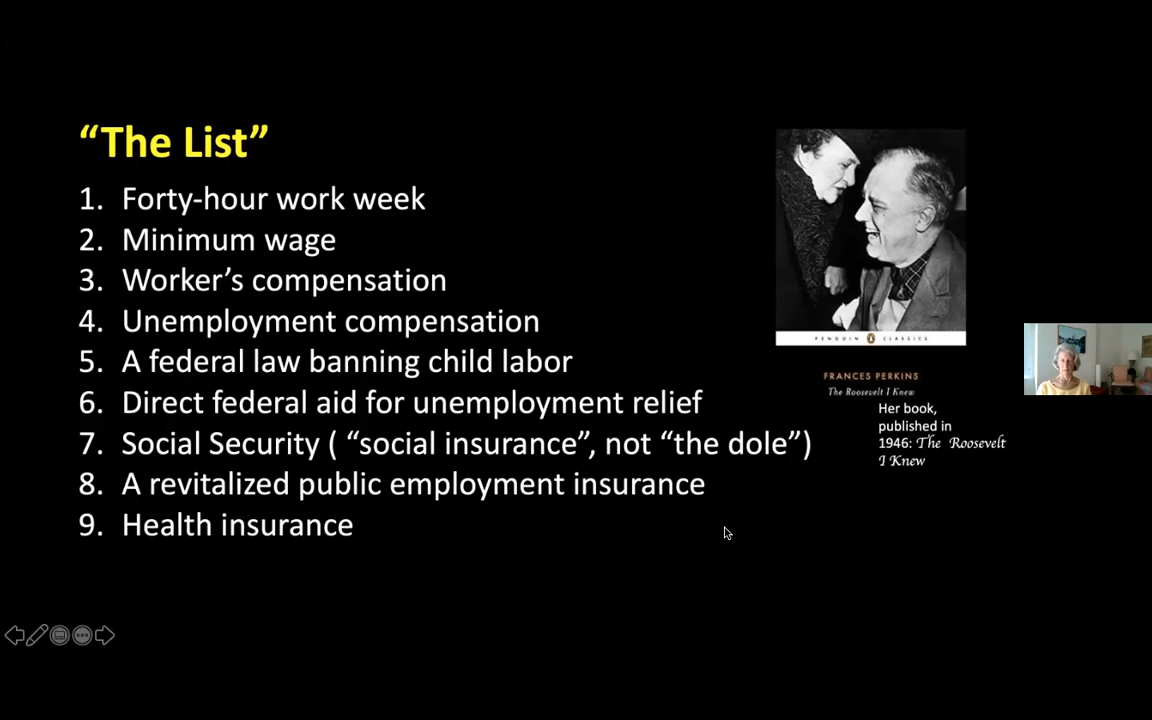 “The List”
1. Forty-hour work week
2. Minimum wage
3. Worker’s compensation
4. Unemployment compensation
5. A federal law banning child labor
6. Direct federal aid for unemployment relief
7. Social Security ( “social insurance”, not “the dole”)
8. A revitalized public employment insurance
9. Health insurance
PENGUIN CLASSICS
FRANCES PERKINS
The Roosevelt I Knew
Her book,
published in
1946: The Roosevelt
I Knew